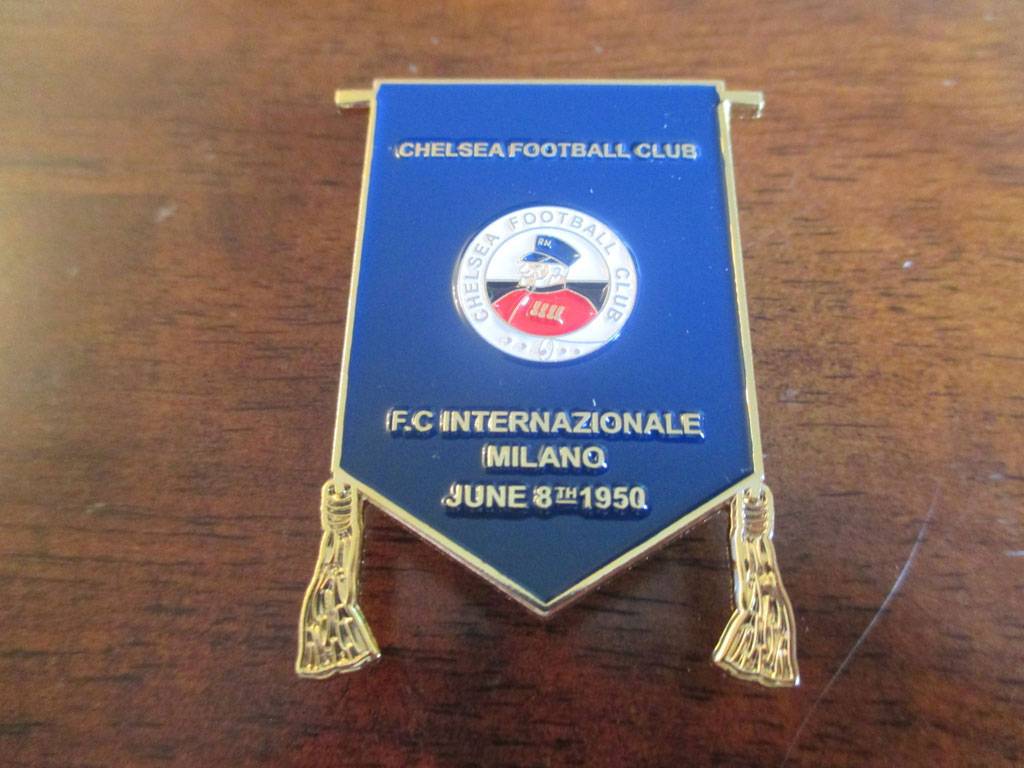 CHELSEA FOOTBALL CLUB
CHELSEA FOOTBALL CLUB
F.C INTERNAZIONALE
MILANO
JUNE 8TH 1950